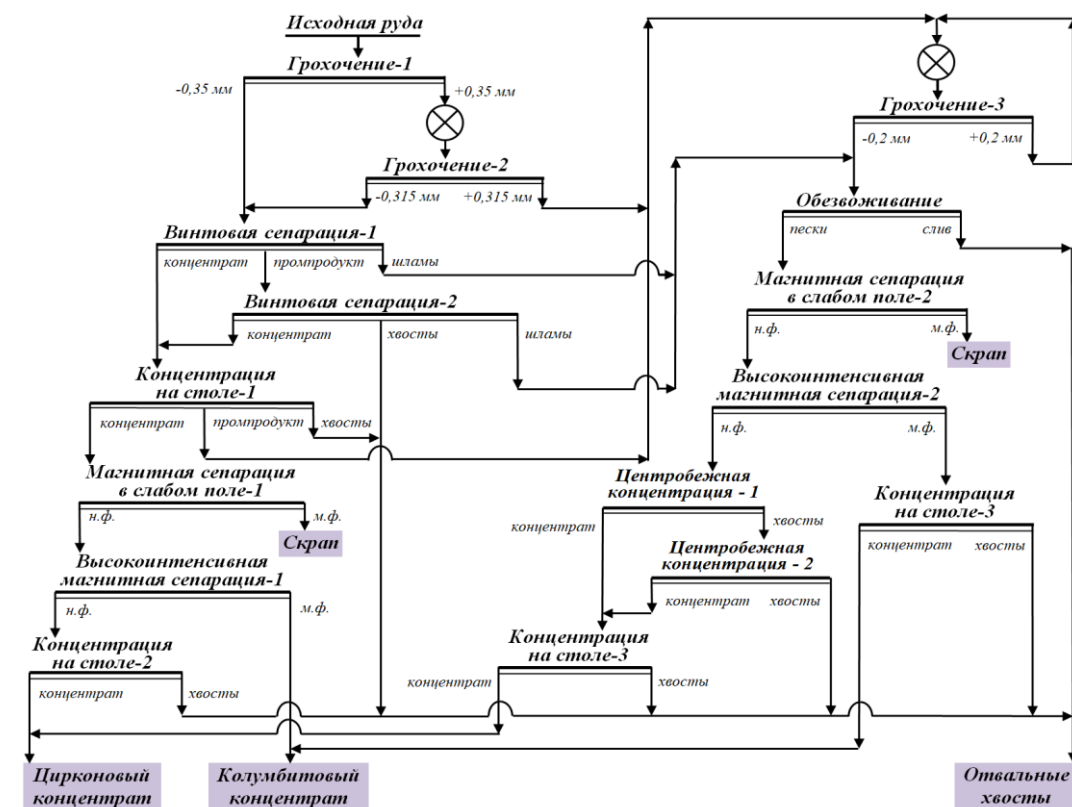 Исходная руда
Грохочение-1
-0,35 мм
+0,35 мм
Грохочение-2
-0,315 мм
+0,315 мм
Винтовая сепарация-1
концентрат
промпродукт
шламы
Винтовая сепарация-2
концентрат
хвосты
шламы
Концентрация
на столе-1
концентрат
промпродукт
хвосты
Магнитная сепарация
в слабом поле-1
н.ф.
м.ф.
Скрап
Высокоинтенсивная
магнитная сепарация-1
н.ф.
м.ф.
Концентрация
на столе-2
концентрат
хвосты
Цирконовый
концентрат
Колумбитовый
концентрат
Грохочение-3
-0,2 мм
+0,2 мм
Обезвоживание
пески
слив
Магнитная сепарация
в слабом поле-2
н.ф.
м.ф.
Скрап
Высокоинтенсивная
магнитная сепарация-2
н.ф.
м.ф.
Центробежная
концентрация - 1
концентрат
хвосты
Центробежная
концентрация - 2
концентрат
хвосты
Концентрация
на столе-3
концентрат
хвосты
Концентрация
на столе-3
концентрат
хвосты
Отвальные
хвосты